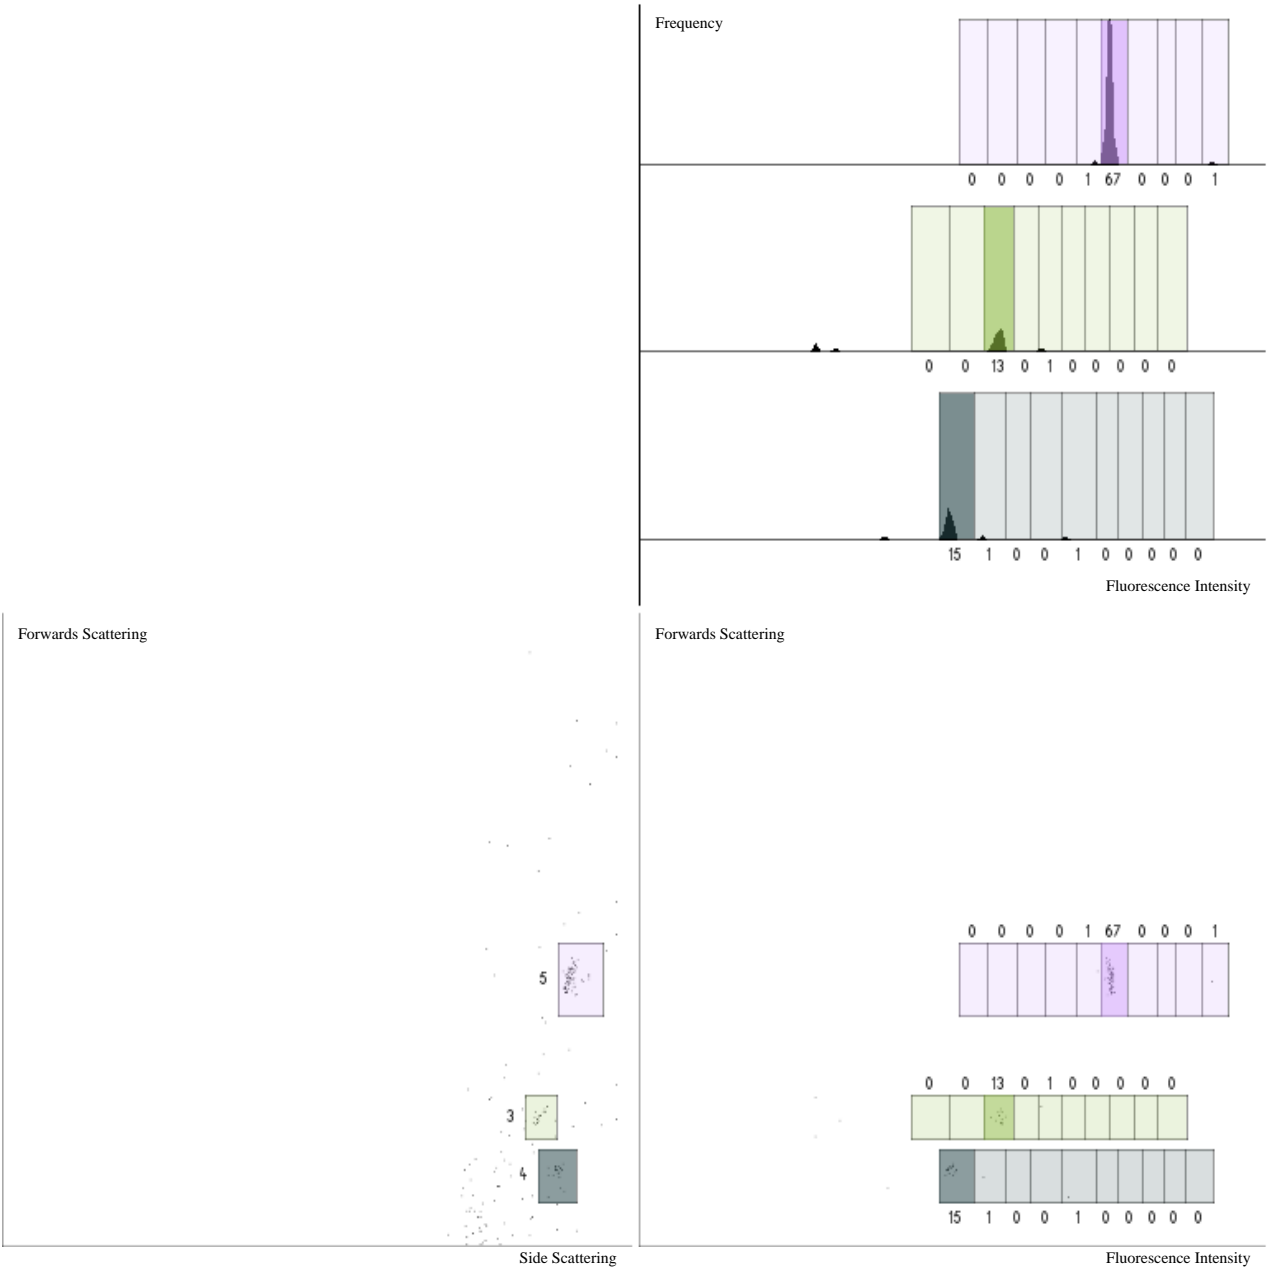 Frequency
0 0 0 0 1 67 0 0 0 1
0 0 13 0 1 0 0 0 0 0
15 1 0 0 1 0 0 0 0 0
Fluorescence Intensity
Forwards Scattering
5
3
4
Side Scattering
Forwards Scattering
0 0 0 0 1 67 0 0 0 1
0 0 13 0 1 0 0 0 0 0
15 1 0 0 1 0 0 0 0 0
Fluorescence Intensity